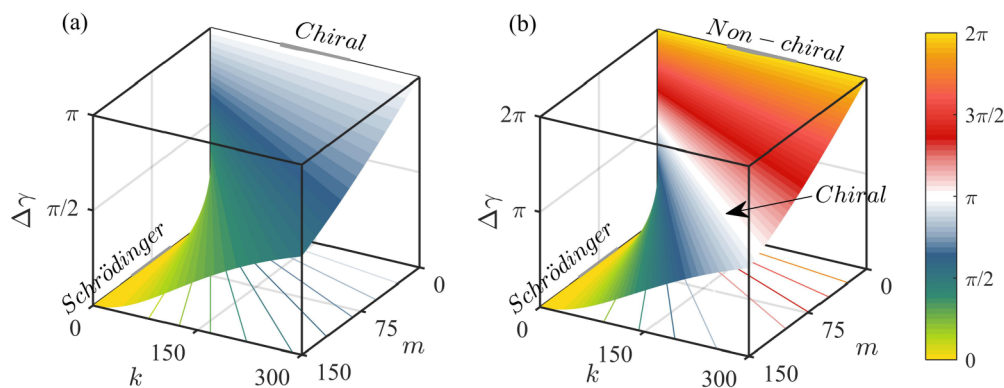 (a)
Chiral
π
Δγ
π/2
Schrödinger
0
150
k
300
150
m
75
0
(b)
Non-chiral
2π
π
Chiral
Schrödinger
0
150
k
300
150
m
75
0
2π
3π/2
π
π/2
0